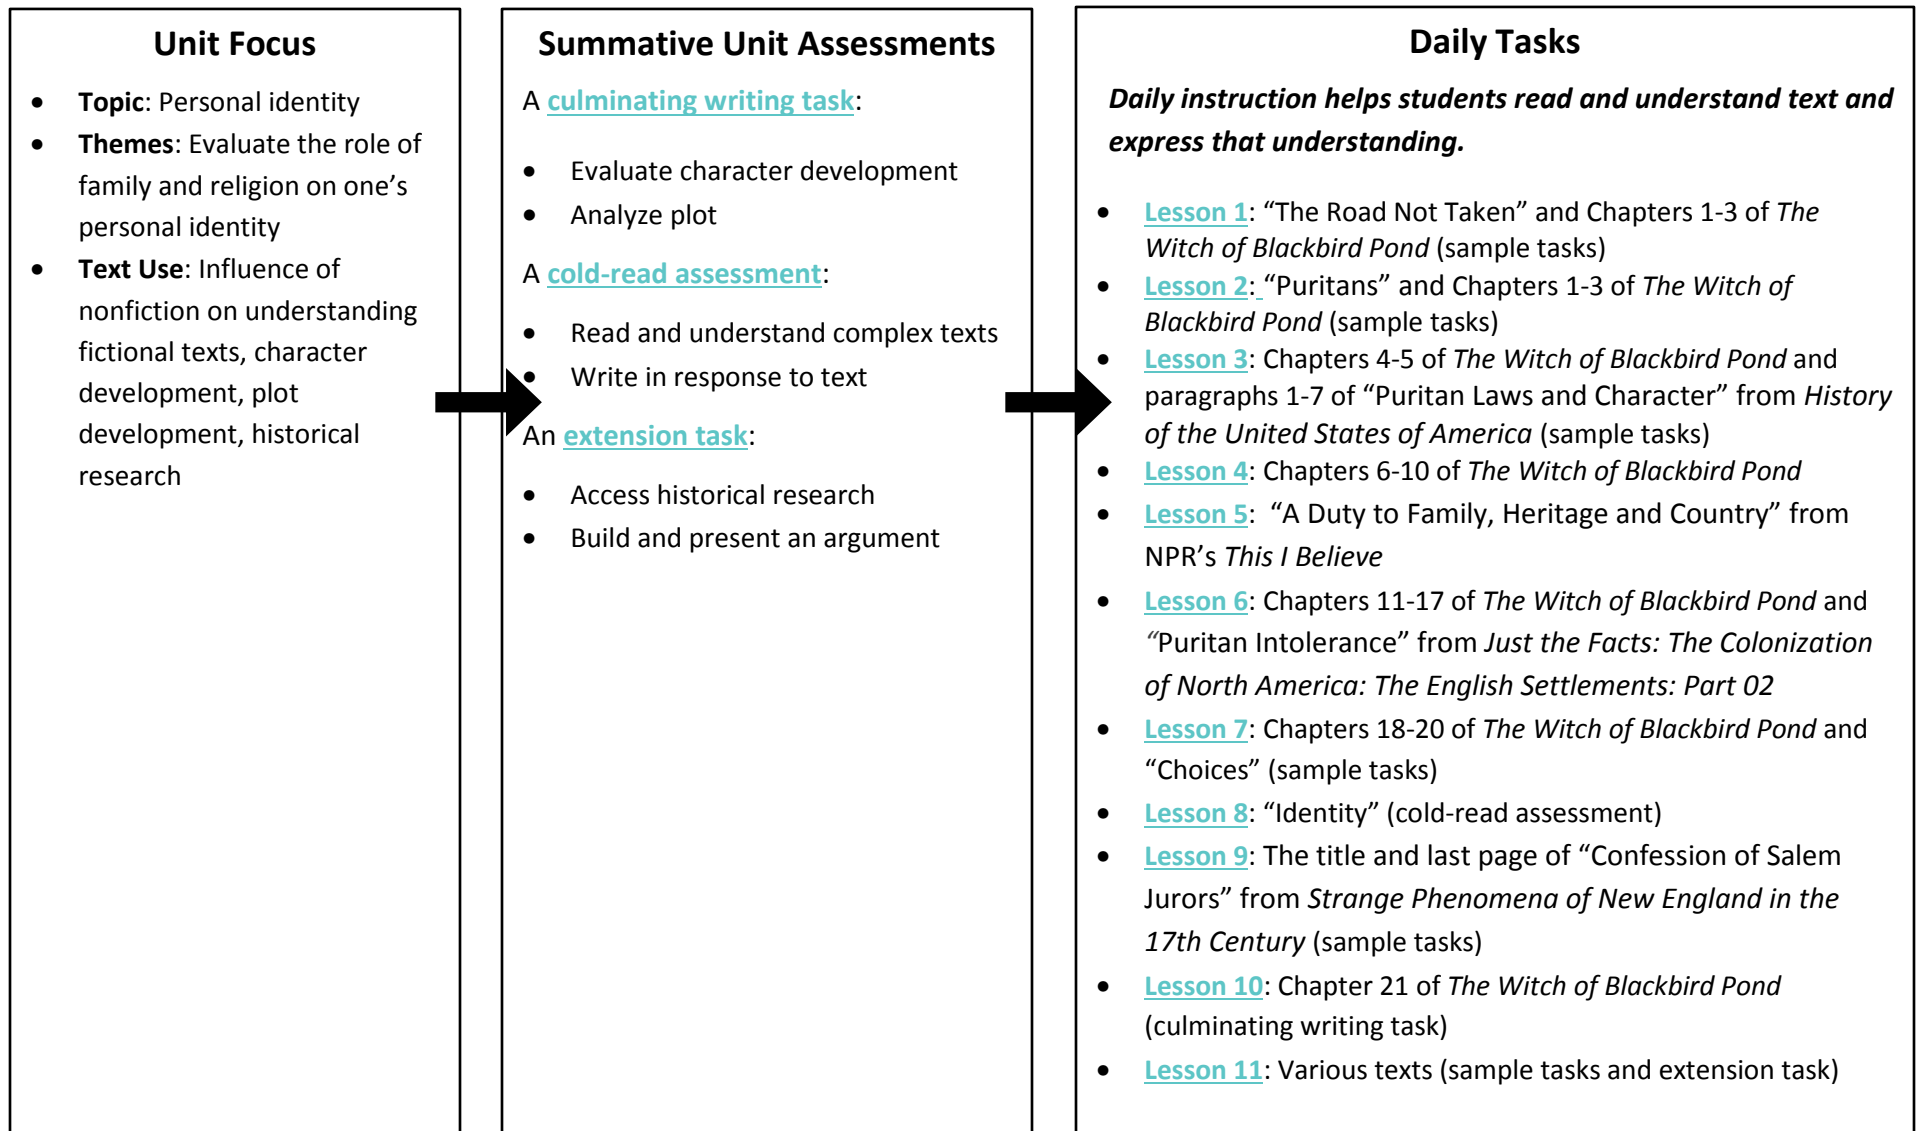 Unit Focus
• Topic: Personal identity
• Themes: Evaluate the role of
family and religion on one’s
personal identity
• Text Use: Influence of
nonfiction on understanding
fictional texts, character
development, plot
development, historical
research
Summative Unit Assessments
A culminating writing task:
• Evaluate character development
• Analyze plot
A cold-read assessment:
• Read and understand complex texts
• Write in response to text
An extension task:
• Access historical research
• Build and present an argument
Daily Tasks
Daily instruction helps students read and understand text and
express that understanding.
• Lesson 1: “The Road Not Taken” and Chapters 1-3 of The
Witch of Blackbird Pond (sample tasks)
• Lesson 2: “Puritans” and Chapters 1-3 of The Witch of
Blackbird Pond (sample tasks)
• Lesson 3: Chapters 4-5 of The Witch of Blackbird Pond and
paragraphs 1-7 of “Puritan Laws and Character” from History
of the United States of America (sample tasks)
• Lesson 4: Chapters 6-10 of The Witch of Blackbird Pond
• Lesson 5: “A Duty to Family, Heritage and Country” from
NPR’s This I Believe
• Lesson 6: Chapters 11-17 of The Witch of Blackbird Pond and
“Puritan Intolerance” from Just the Facts: The Colonization
of North America: The English Settlements: Part 02
• Lesson 7: Chapters 18-20 of The Witch of Blackbird Pond and
“Choices” (sample tasks)
• Lesson 8: “Identity” (cold-read assessment)
• Lesson 9: The title and last page of “Confession of Salem
Jurors” from Strange Phenomena of New England in the
17th Century (sample tasks)
• Lesson 10: Chapter 21 of The Witch of Blackbird Pond
(culminating writing task)
• Lesson 11: Various texts (sample tasks and extension task)